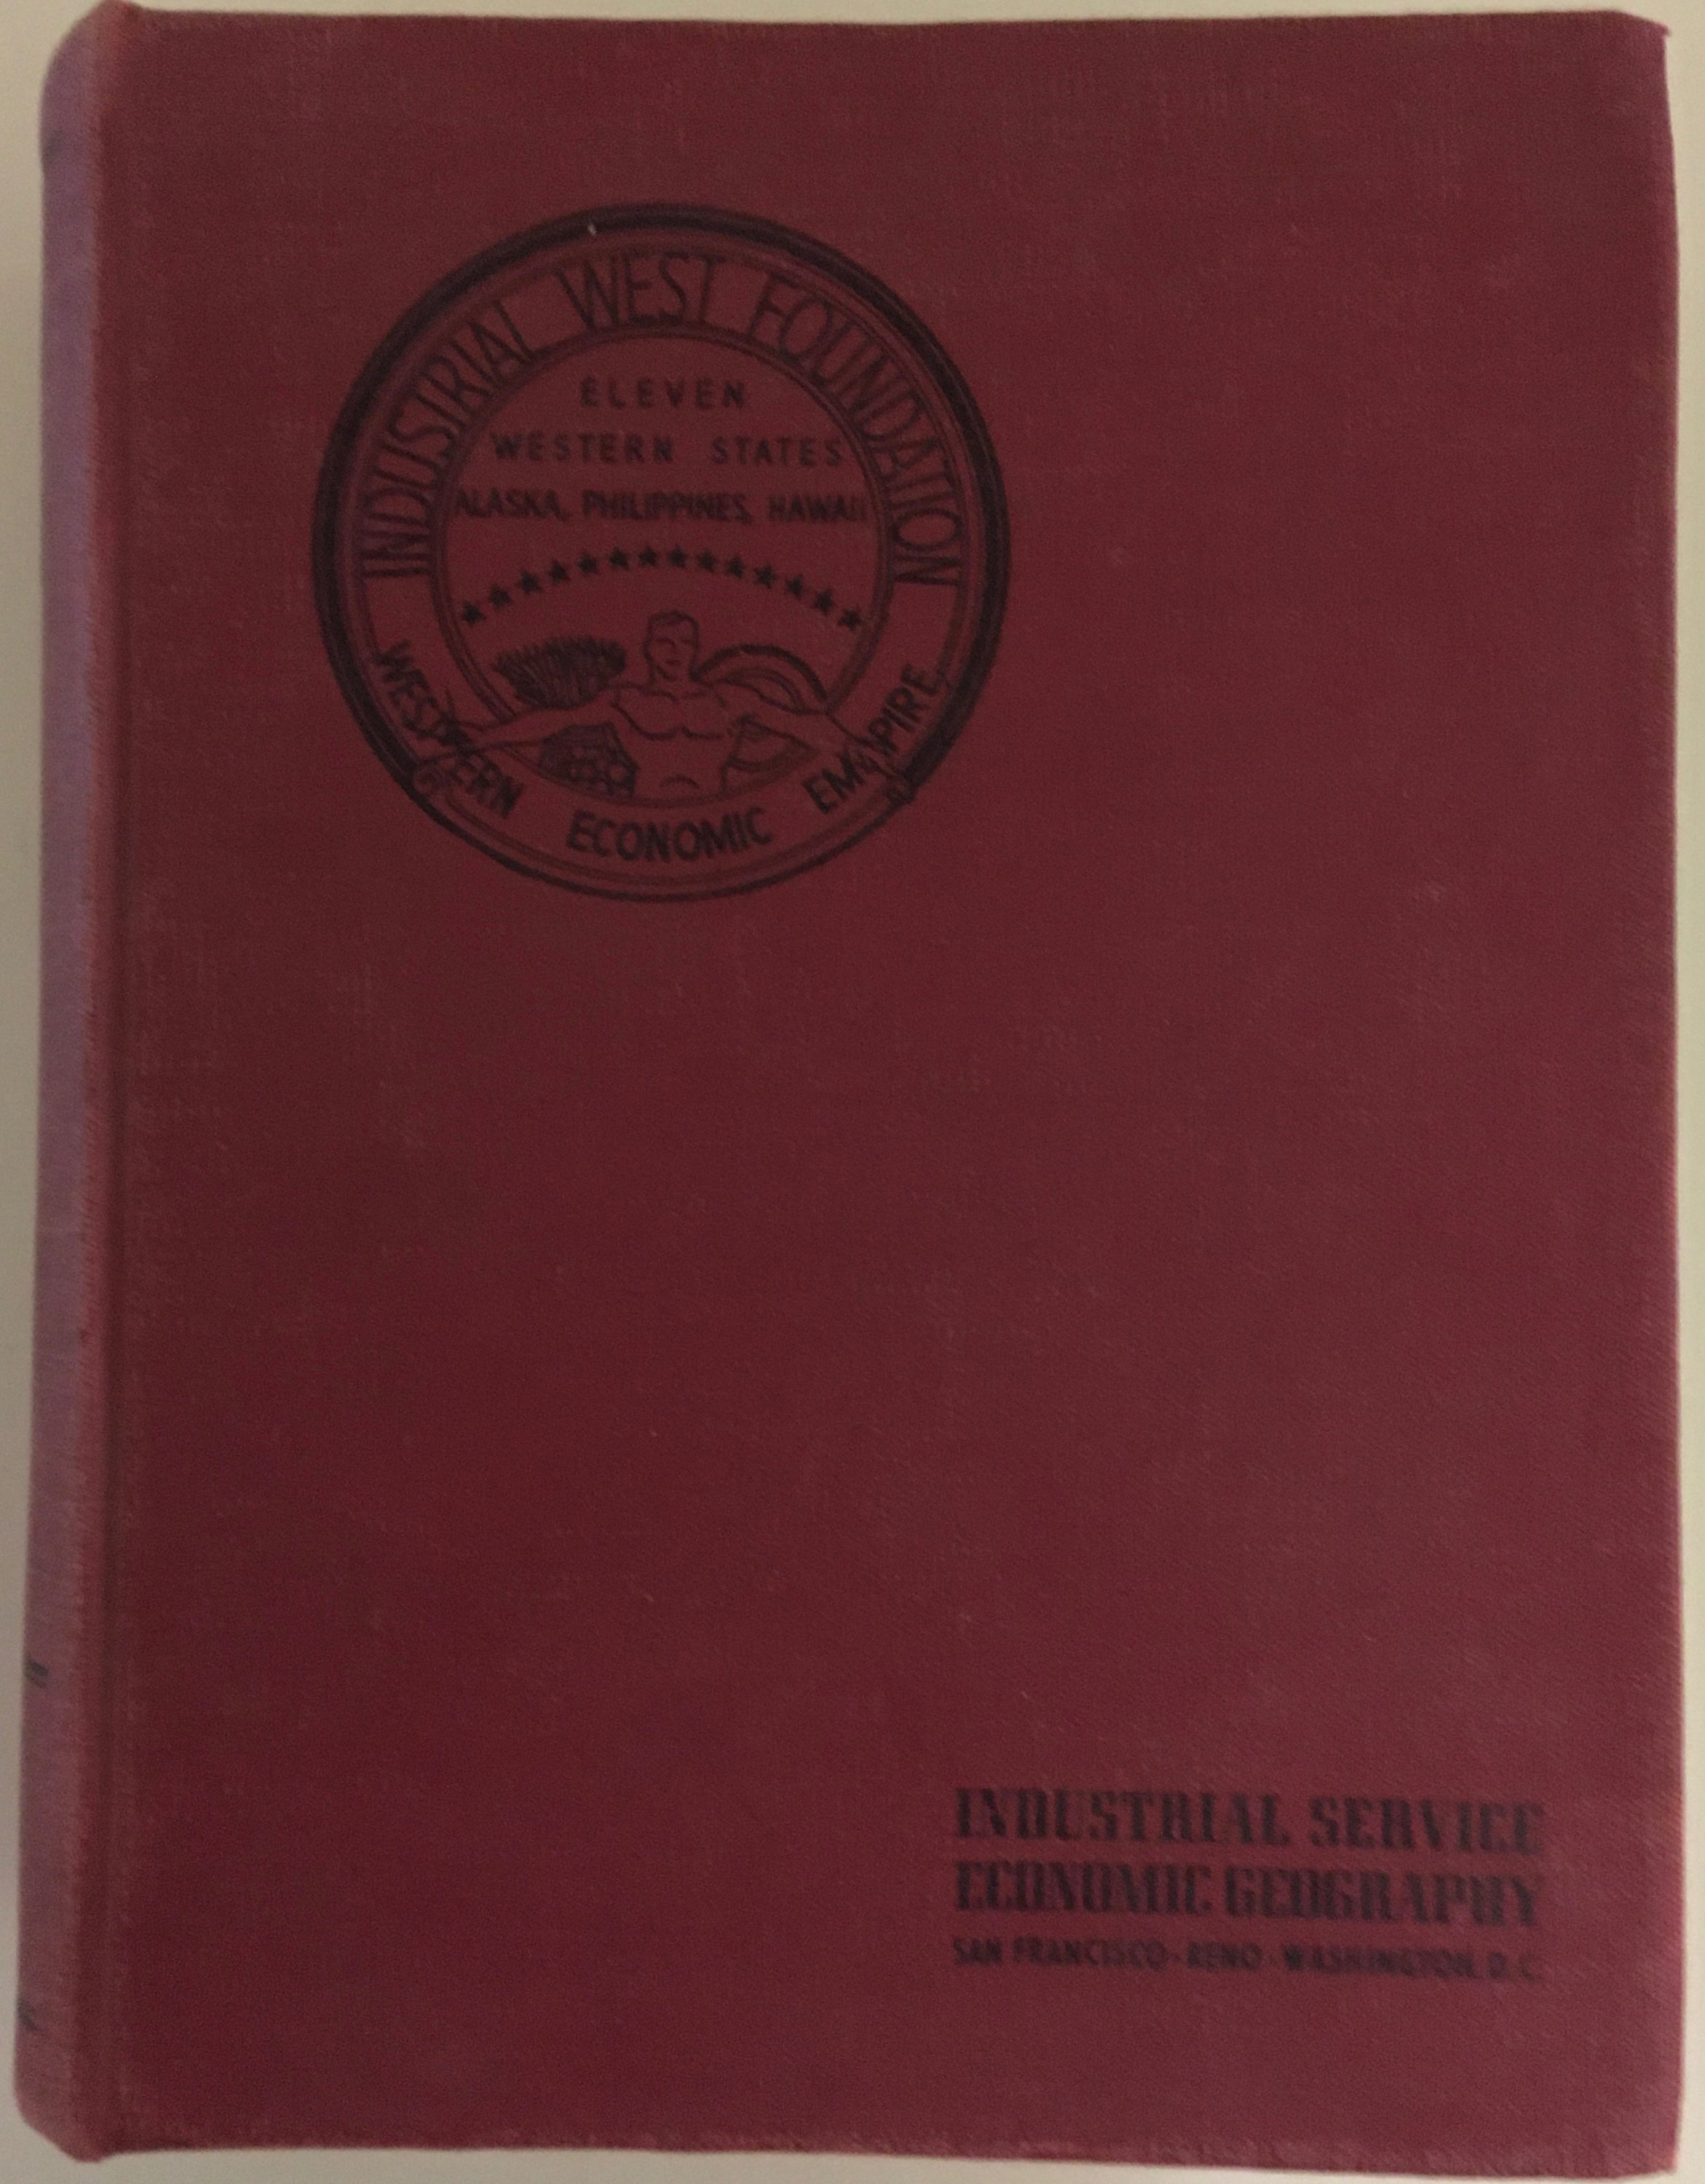 INDUSTRIAL WEST FOUNDATION
ELEVEN
WESTERN STATES
ALASKA, PHILIPPINES, HAWAII
WESTERN ECONOMIC EMPIRE
INDUSTRIAL SERVICE
ECONOMIC GEOGRAPHY
SAN FRANCISCO - RENO - WASHINGTON, D. C.